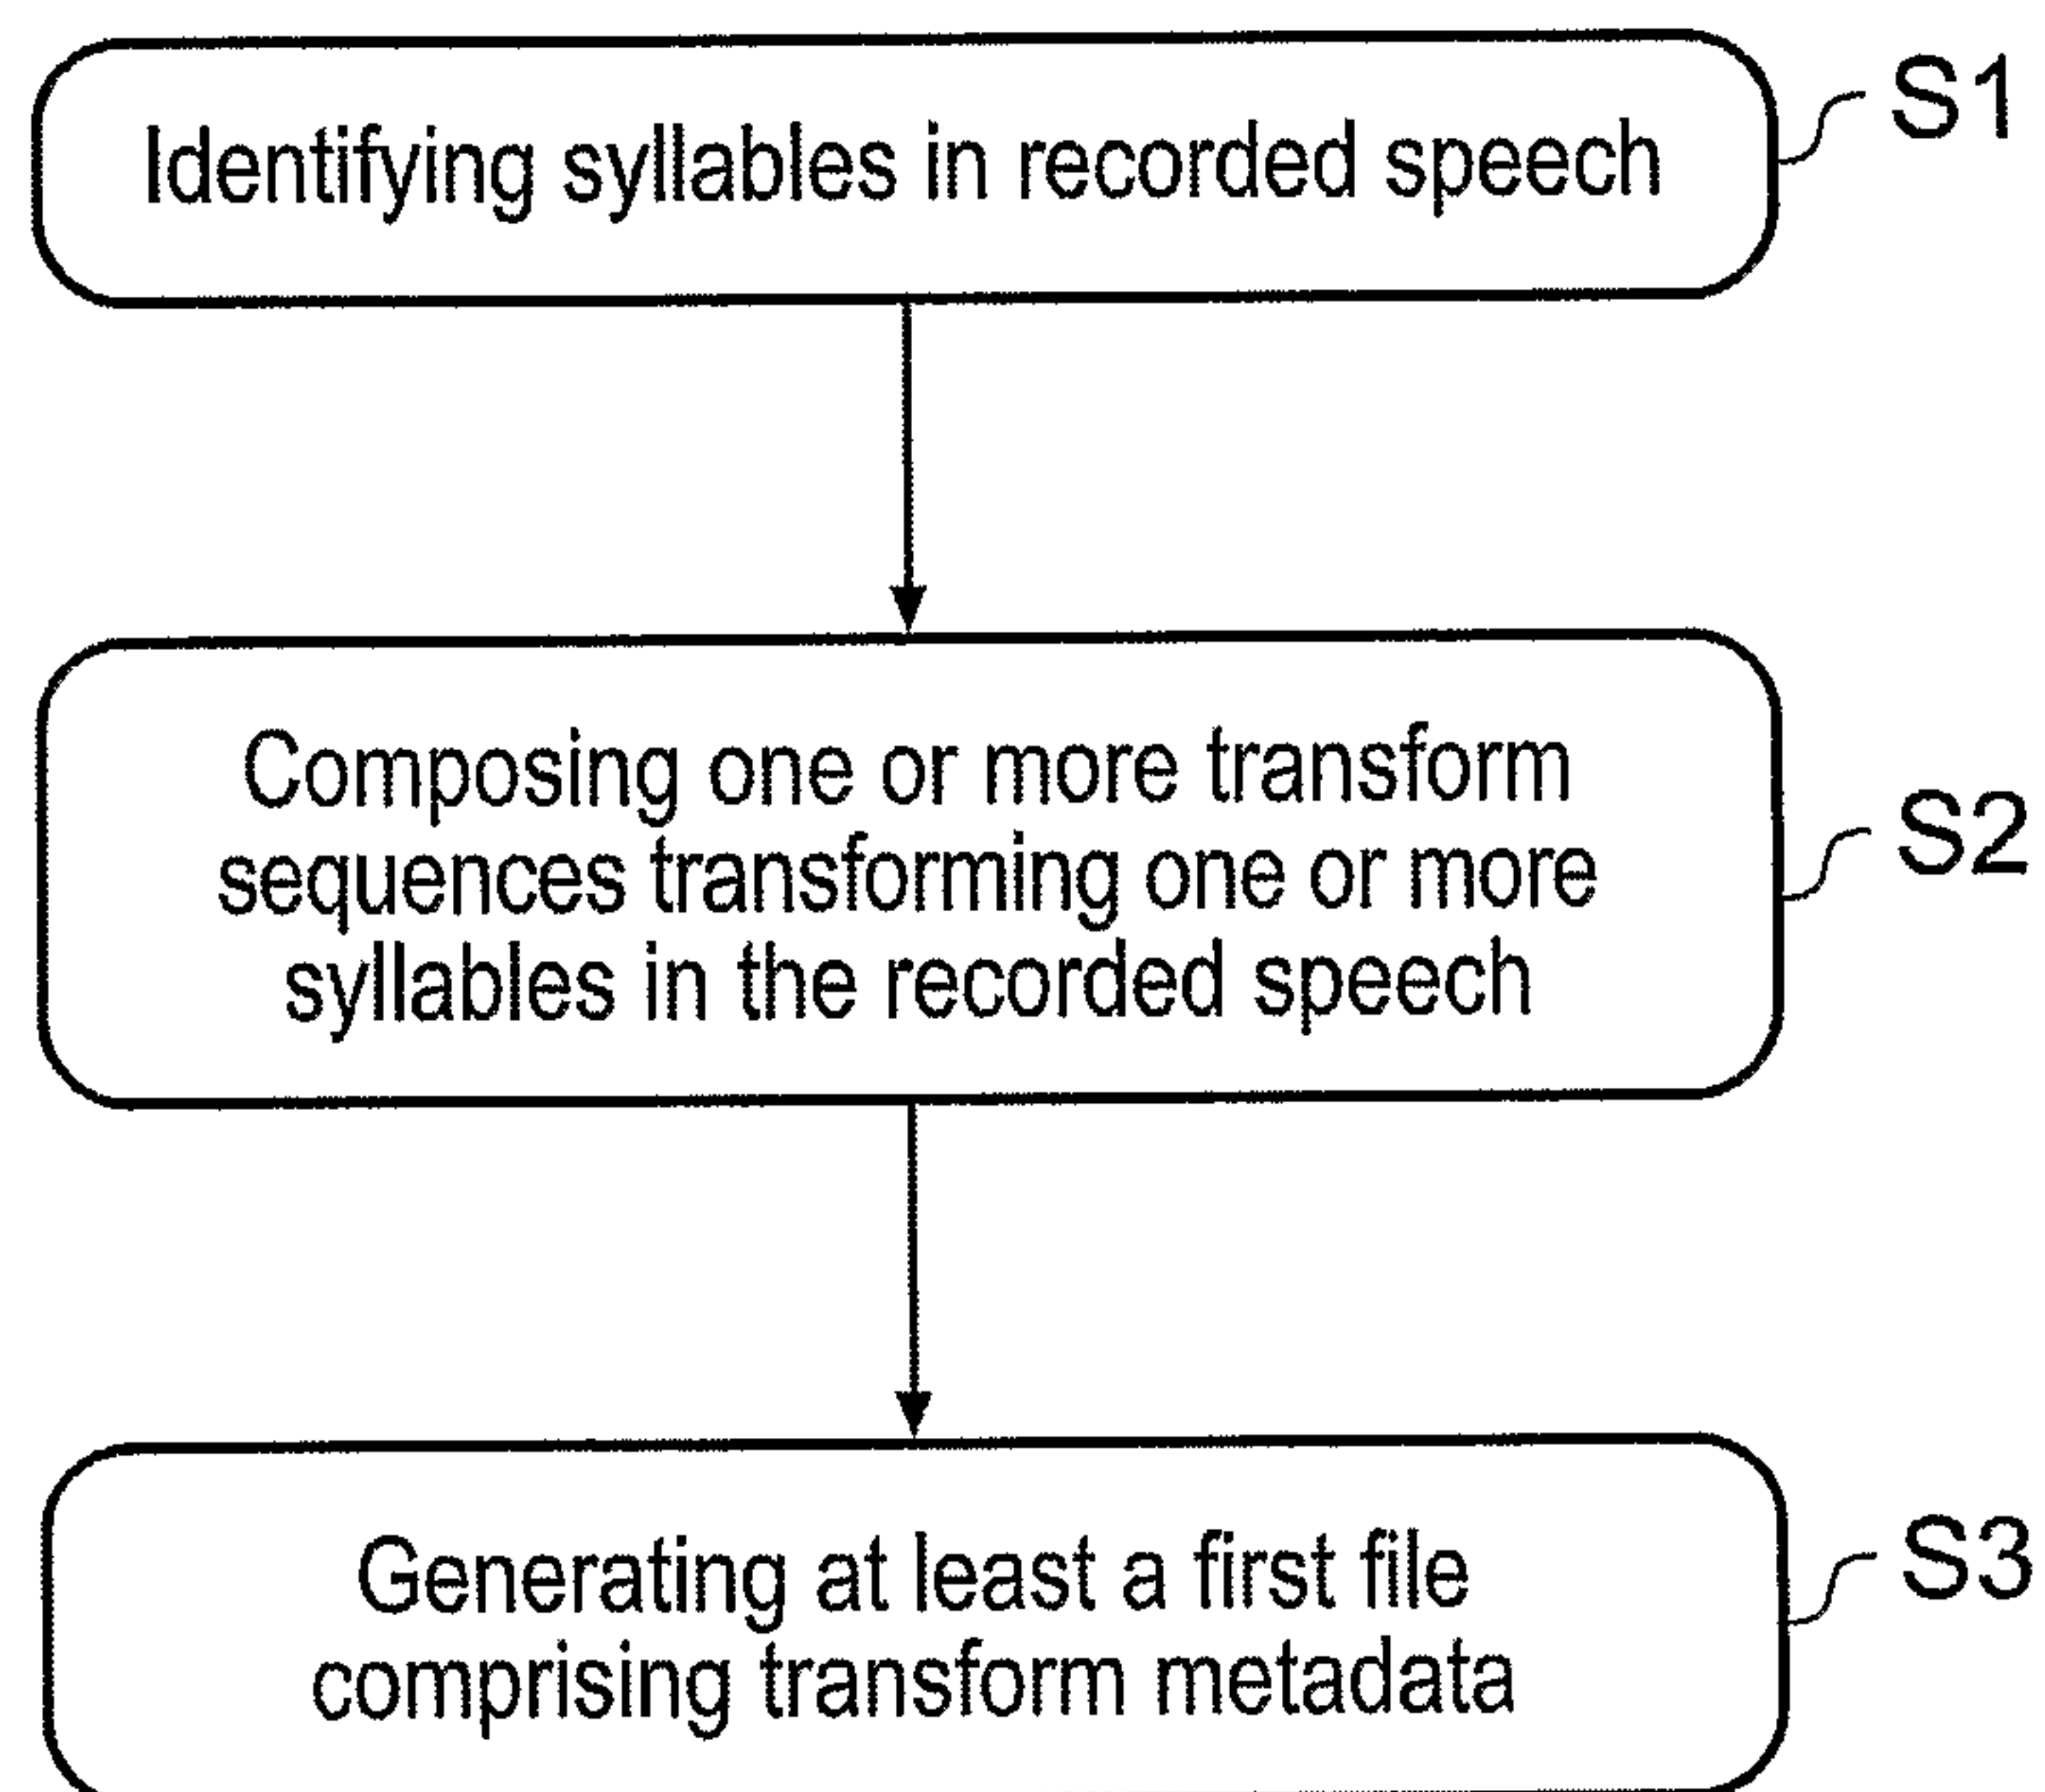 Identifying syllables in recorded speech
S1
Composing one or more transform
sequences transforming one or more
syllables in the recorded speech
S2
Generating at least a first file
comprising transform metadata
S3